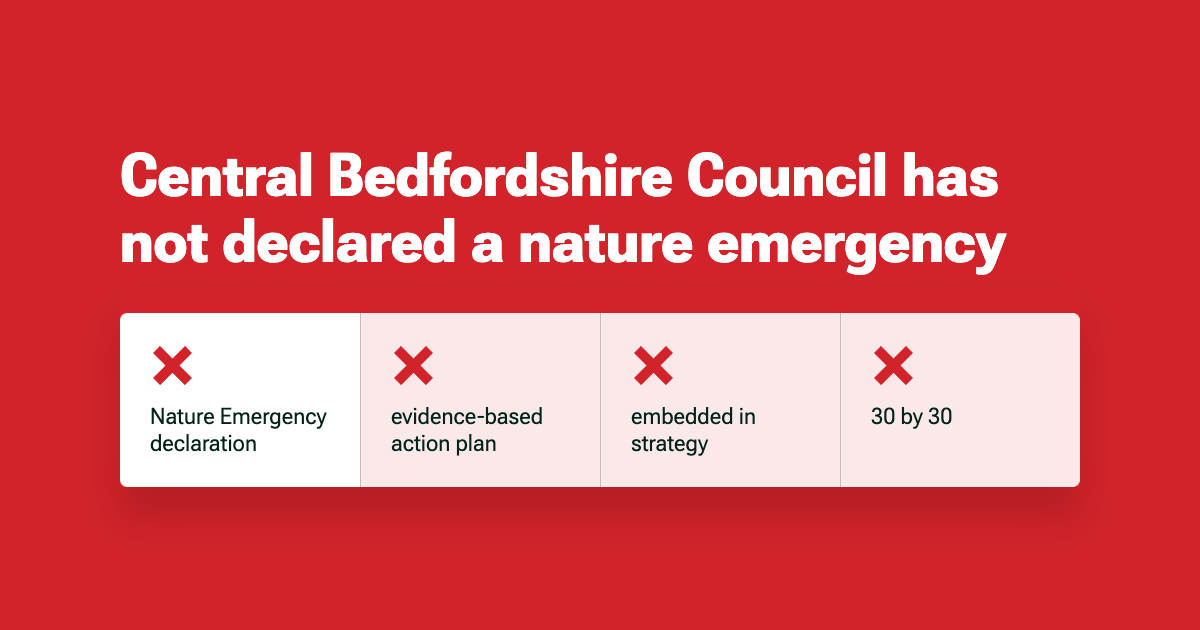 Central Bedfordshire Council has
not declared a nature emergency
Nature Emergency
declaration
evidence-based
action plan
embedded in
strategy
30 by 30